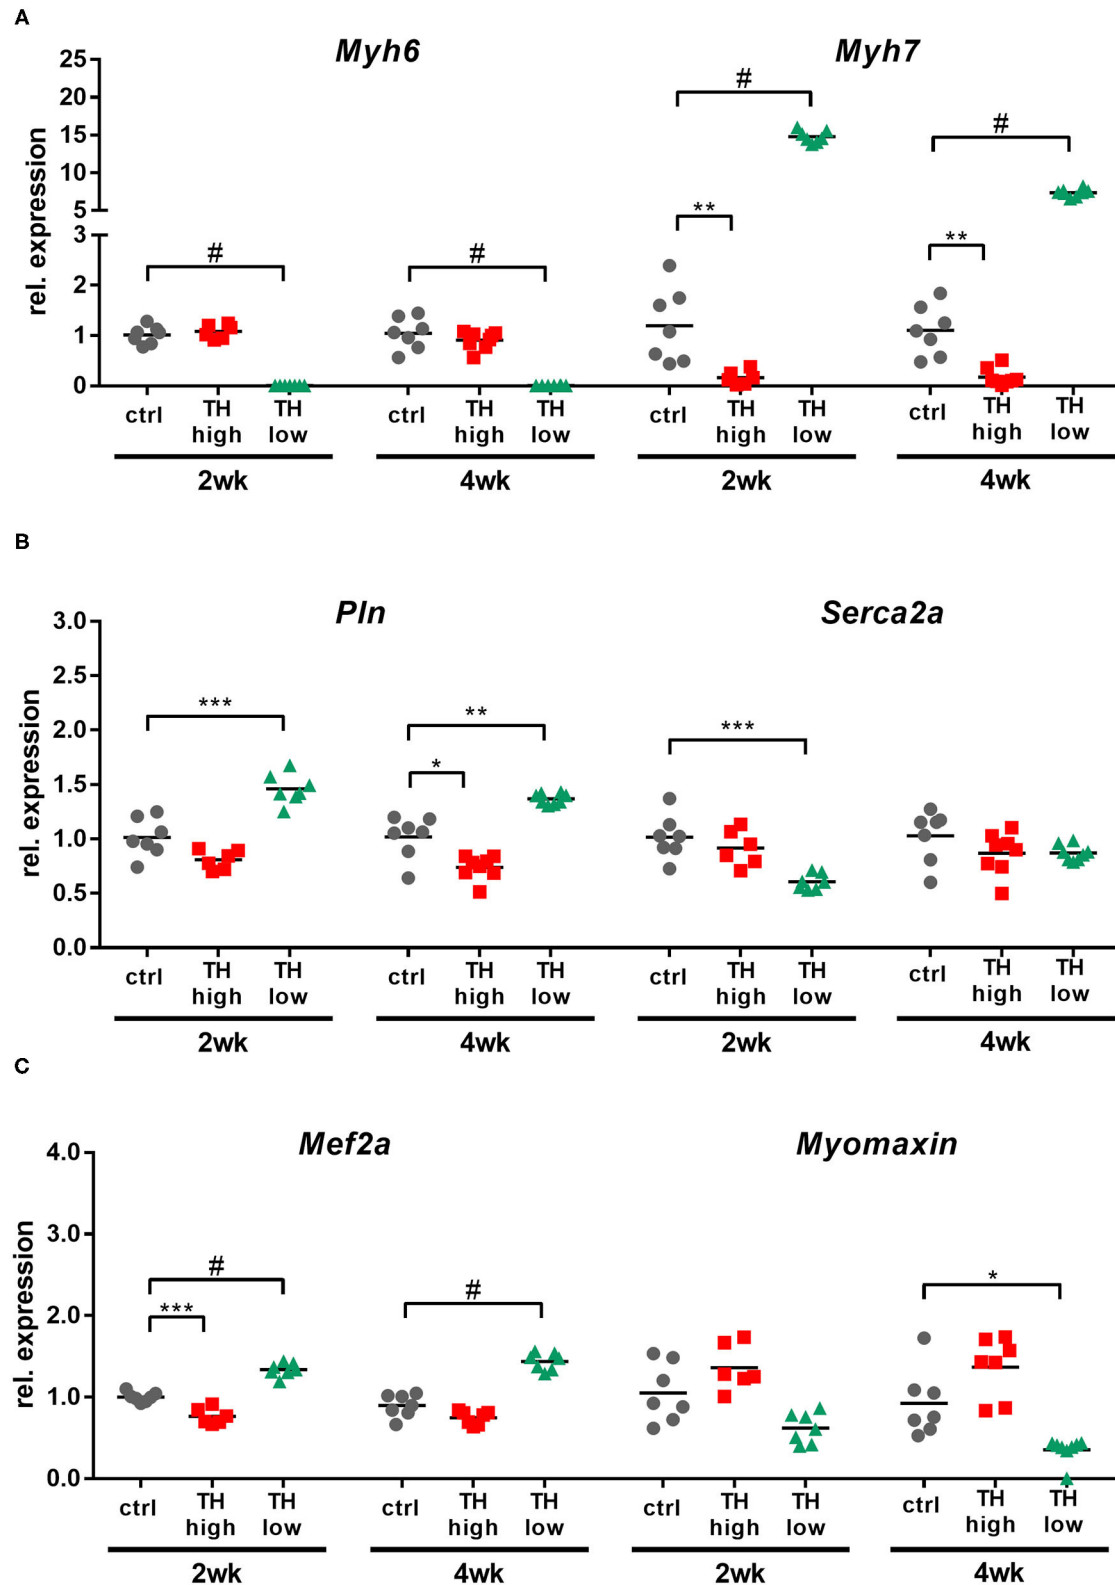 A
Myh6 Myh7
rel. expression
25
20
15
10
5
3
2
1
0
# # # ** # **
ctrl TH high TH low ctrl TH high TH low ctrl TH high TH low ctrl TH high TH low
2wk 4wk 2wk 4wk
B
Pln Serca2a
rel. expression
3.0
2.5
2.0
1.5
1.0
0.5
0.0
*** ** * ***
ctrl TH high TH low ctrl TH high TH low ctrl TH high TH low ctrl TH high TH low
2wk 4wk 2wk 4wk
C
Mef2a Myomaxin
rel. expression
4.0
3.0
2.0
1.0
0.0
# *** # *
ctrl TH high TH low ctrl TH high TH low ctrl TH high TH low ctrl TH high TH low
2wk 4wk 2wk 4wk